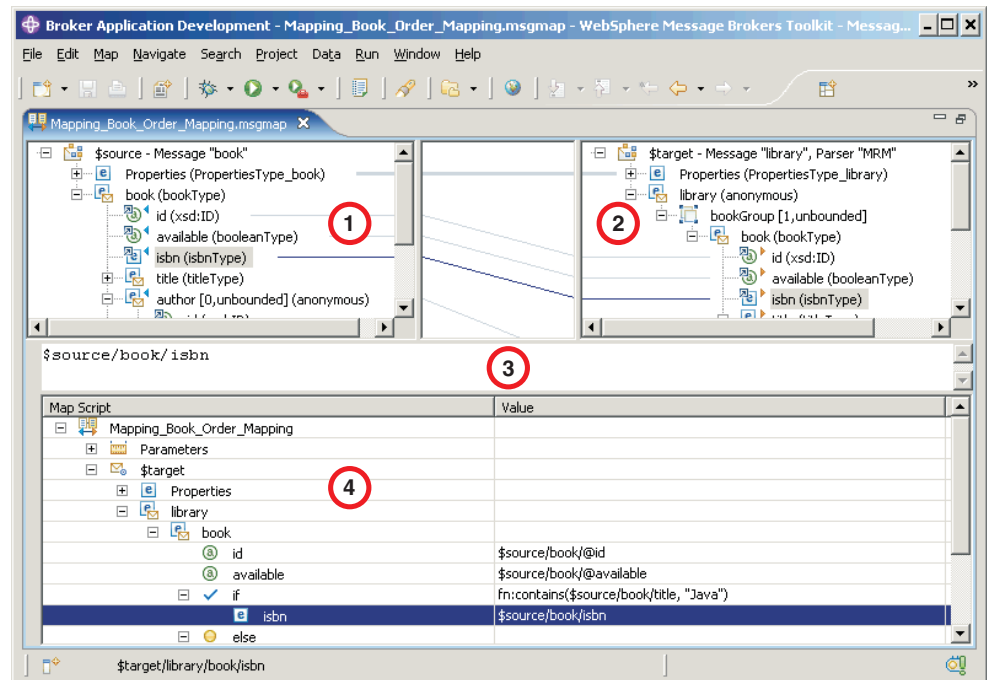 Broker Application Development - Mapping_Book_Order_Mapping.msgmap - WebSphere Message Brokers Toolkit - Messag...
File Edit Map Navigate Search Project Data Run Window Help
Mapping_Book_Order_Mapping.msgmap
$source - Message "book"
Properties (PropertiesType_book)
book (bookType)
id (xsd:ID)
available (booleanType)
isbn (isbnType)
title (titleType)
author [0,unbounded] (anonymous)
1
$target - Message "library", Parser "MRM"
Properties (PropertiesType_library)
library (anonymous)
bookGroup [1,unbounded]
book (bookType)
id (xsd:ID)
available (booleanType)
isbn (isbnType)
2
$source/book/isbn
3
Map Script Value
Mapping_Book_Order_Mapping
Parameters
$target
4
Properties
library
book
id $source/book/@id
available $source/book/@available
if fn:contains($source/book/title, "Java")
isbn $source/book/isbn
else
$target/library/book/isbn